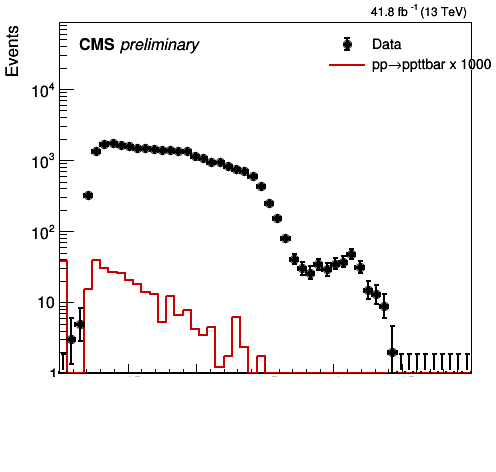 41.8 fb⁻¹ (13 TeV)
Events
CMS preliminary
Data
pp→ppttbar x 1000
10⁴
10³
10²
10
1